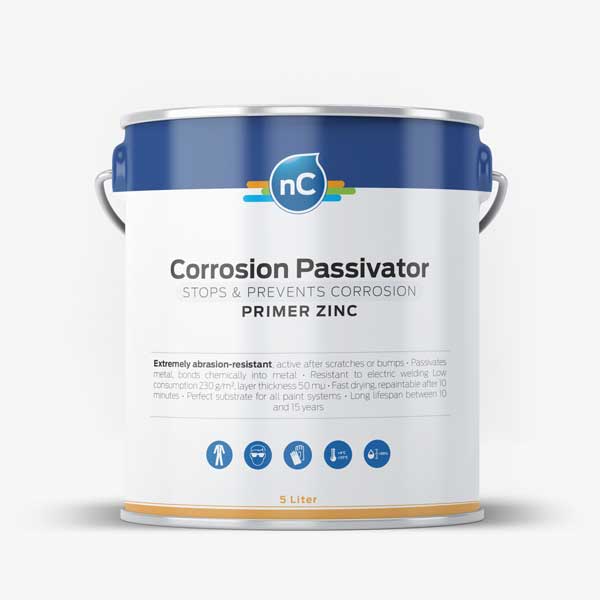 nC
Corrosion Passivator
STOPS & PREVENTS CORROSION
PRIMER ZINC
Extremely abrasion-resistant, active after scratches or bumps • Passivates
metal, bonds chemically into metal • Resistant to electric welding Low
consumption 230 g/m², layer thickness 50 mµ • Fast drying, repaintable after 10
minutes • Perfect substrate for all paint systems • Long lifespan between 10
and 15 years
5 Liter